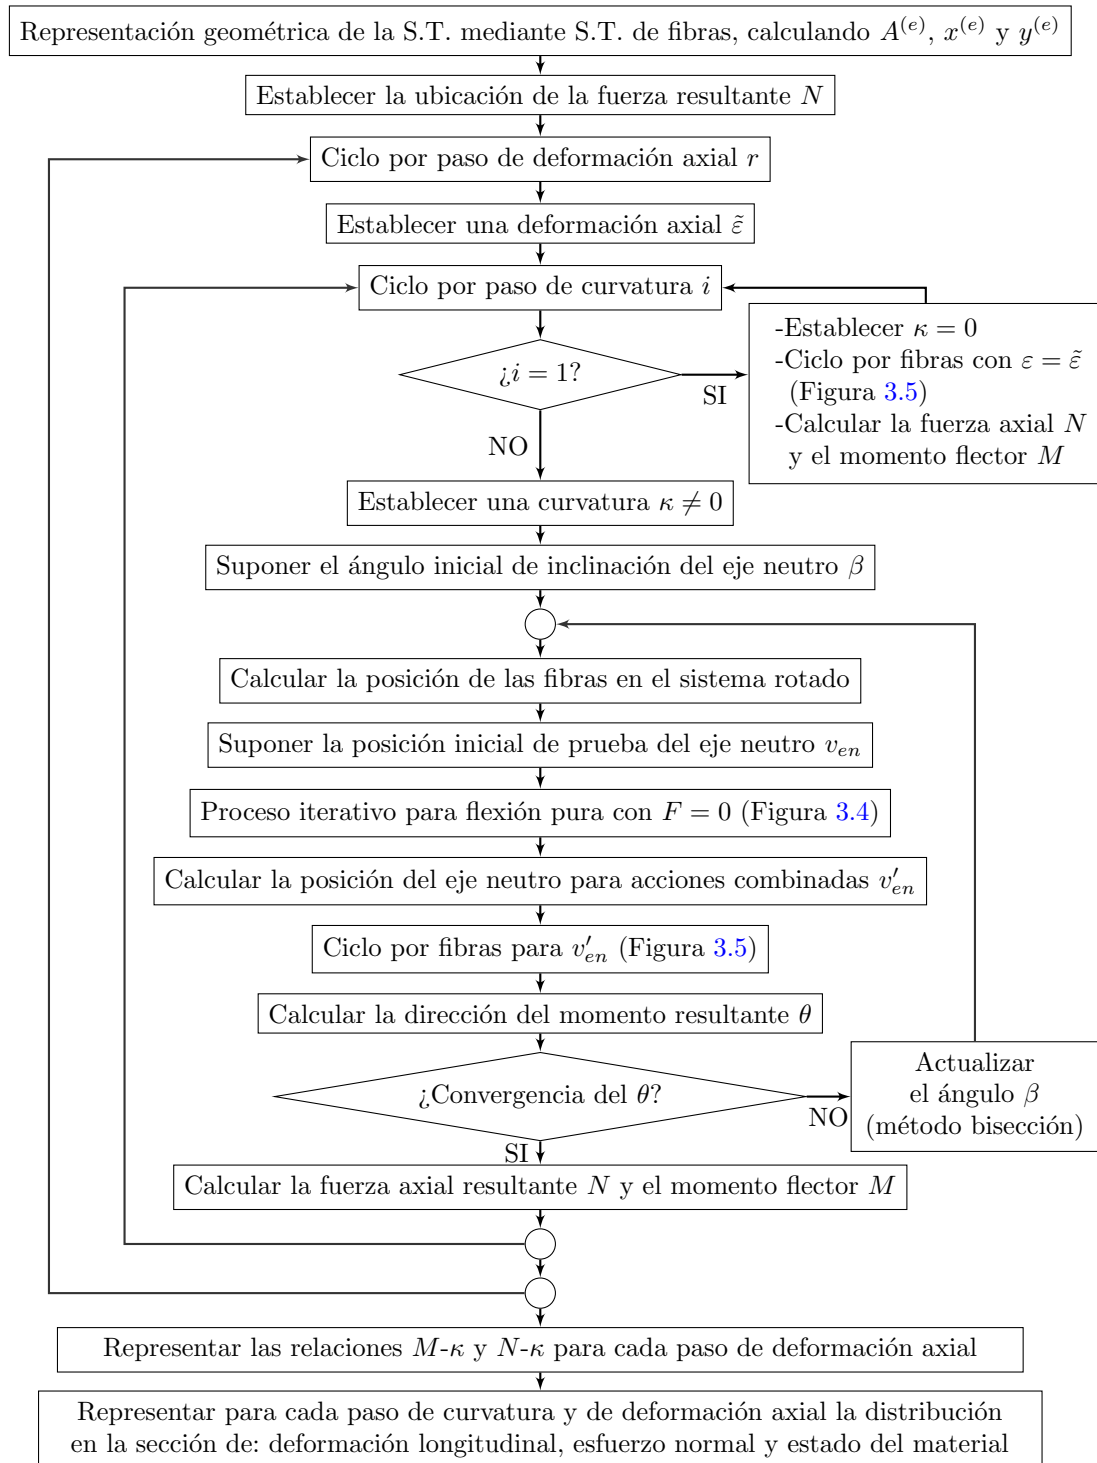 Representación geométrica de la S.T. mediante S.T. de fibras, calculando A^(e), x^(e) y y^(e)
Establecer la ubicación de la fuerza resultante N
Ciclo por paso de deformación axial r
Establecer una deformación axial ε̃
Ciclo por paso de curvatura i
¿i = 1?
SI
-Establecer κ = 0
-Ciclo por fibras con ε = ε̃
(Figura 3.5)
-Calcular la fuerza axial N
y el momento flector M
NO
Establecer una curvatura κ ≠ 0
Suponer el ángulo inicial de inclinación del eje neutro β
Calcular la posición de las fibras en el sistema rotado
Suponer la posición inicial de prueba del eje neutro v_en
Proceso iterativo para flexión pura con F = 0 (Figura 3.4)
Calcular la posición del eje neutro para acciones combinadas v′_en
Ciclo por fibras para v′_en (Figura 3.5)
Calcular la dirección del momento resultante θ
¿Convergencia del θ?
NO
Actualizar
el ángulo β
(método bisección)
SI
Calcular la fuerza axial resultante N y el momento flector M
Representar las relaciones M-κ y N-κ para cada paso de deformación axial
Representar para cada paso de curvatura y de deformación axial la distribución
en la sección de: deformación longitudinal, esfuerzo normal y estado del material